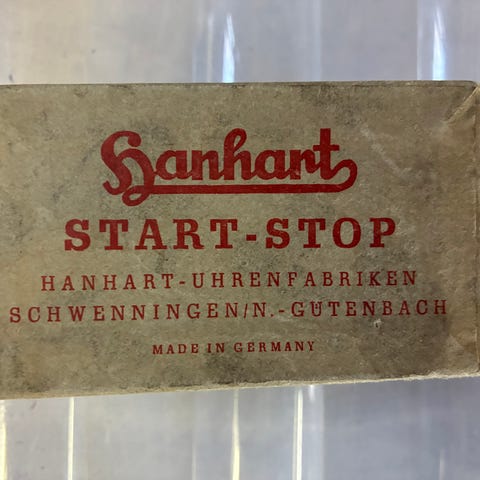 Hanhart
START-STOP
HANHART-UHRENFABRIKEN
SCHWENNINGEN/N.-GÜTENBACH
MADE IN GERMANY